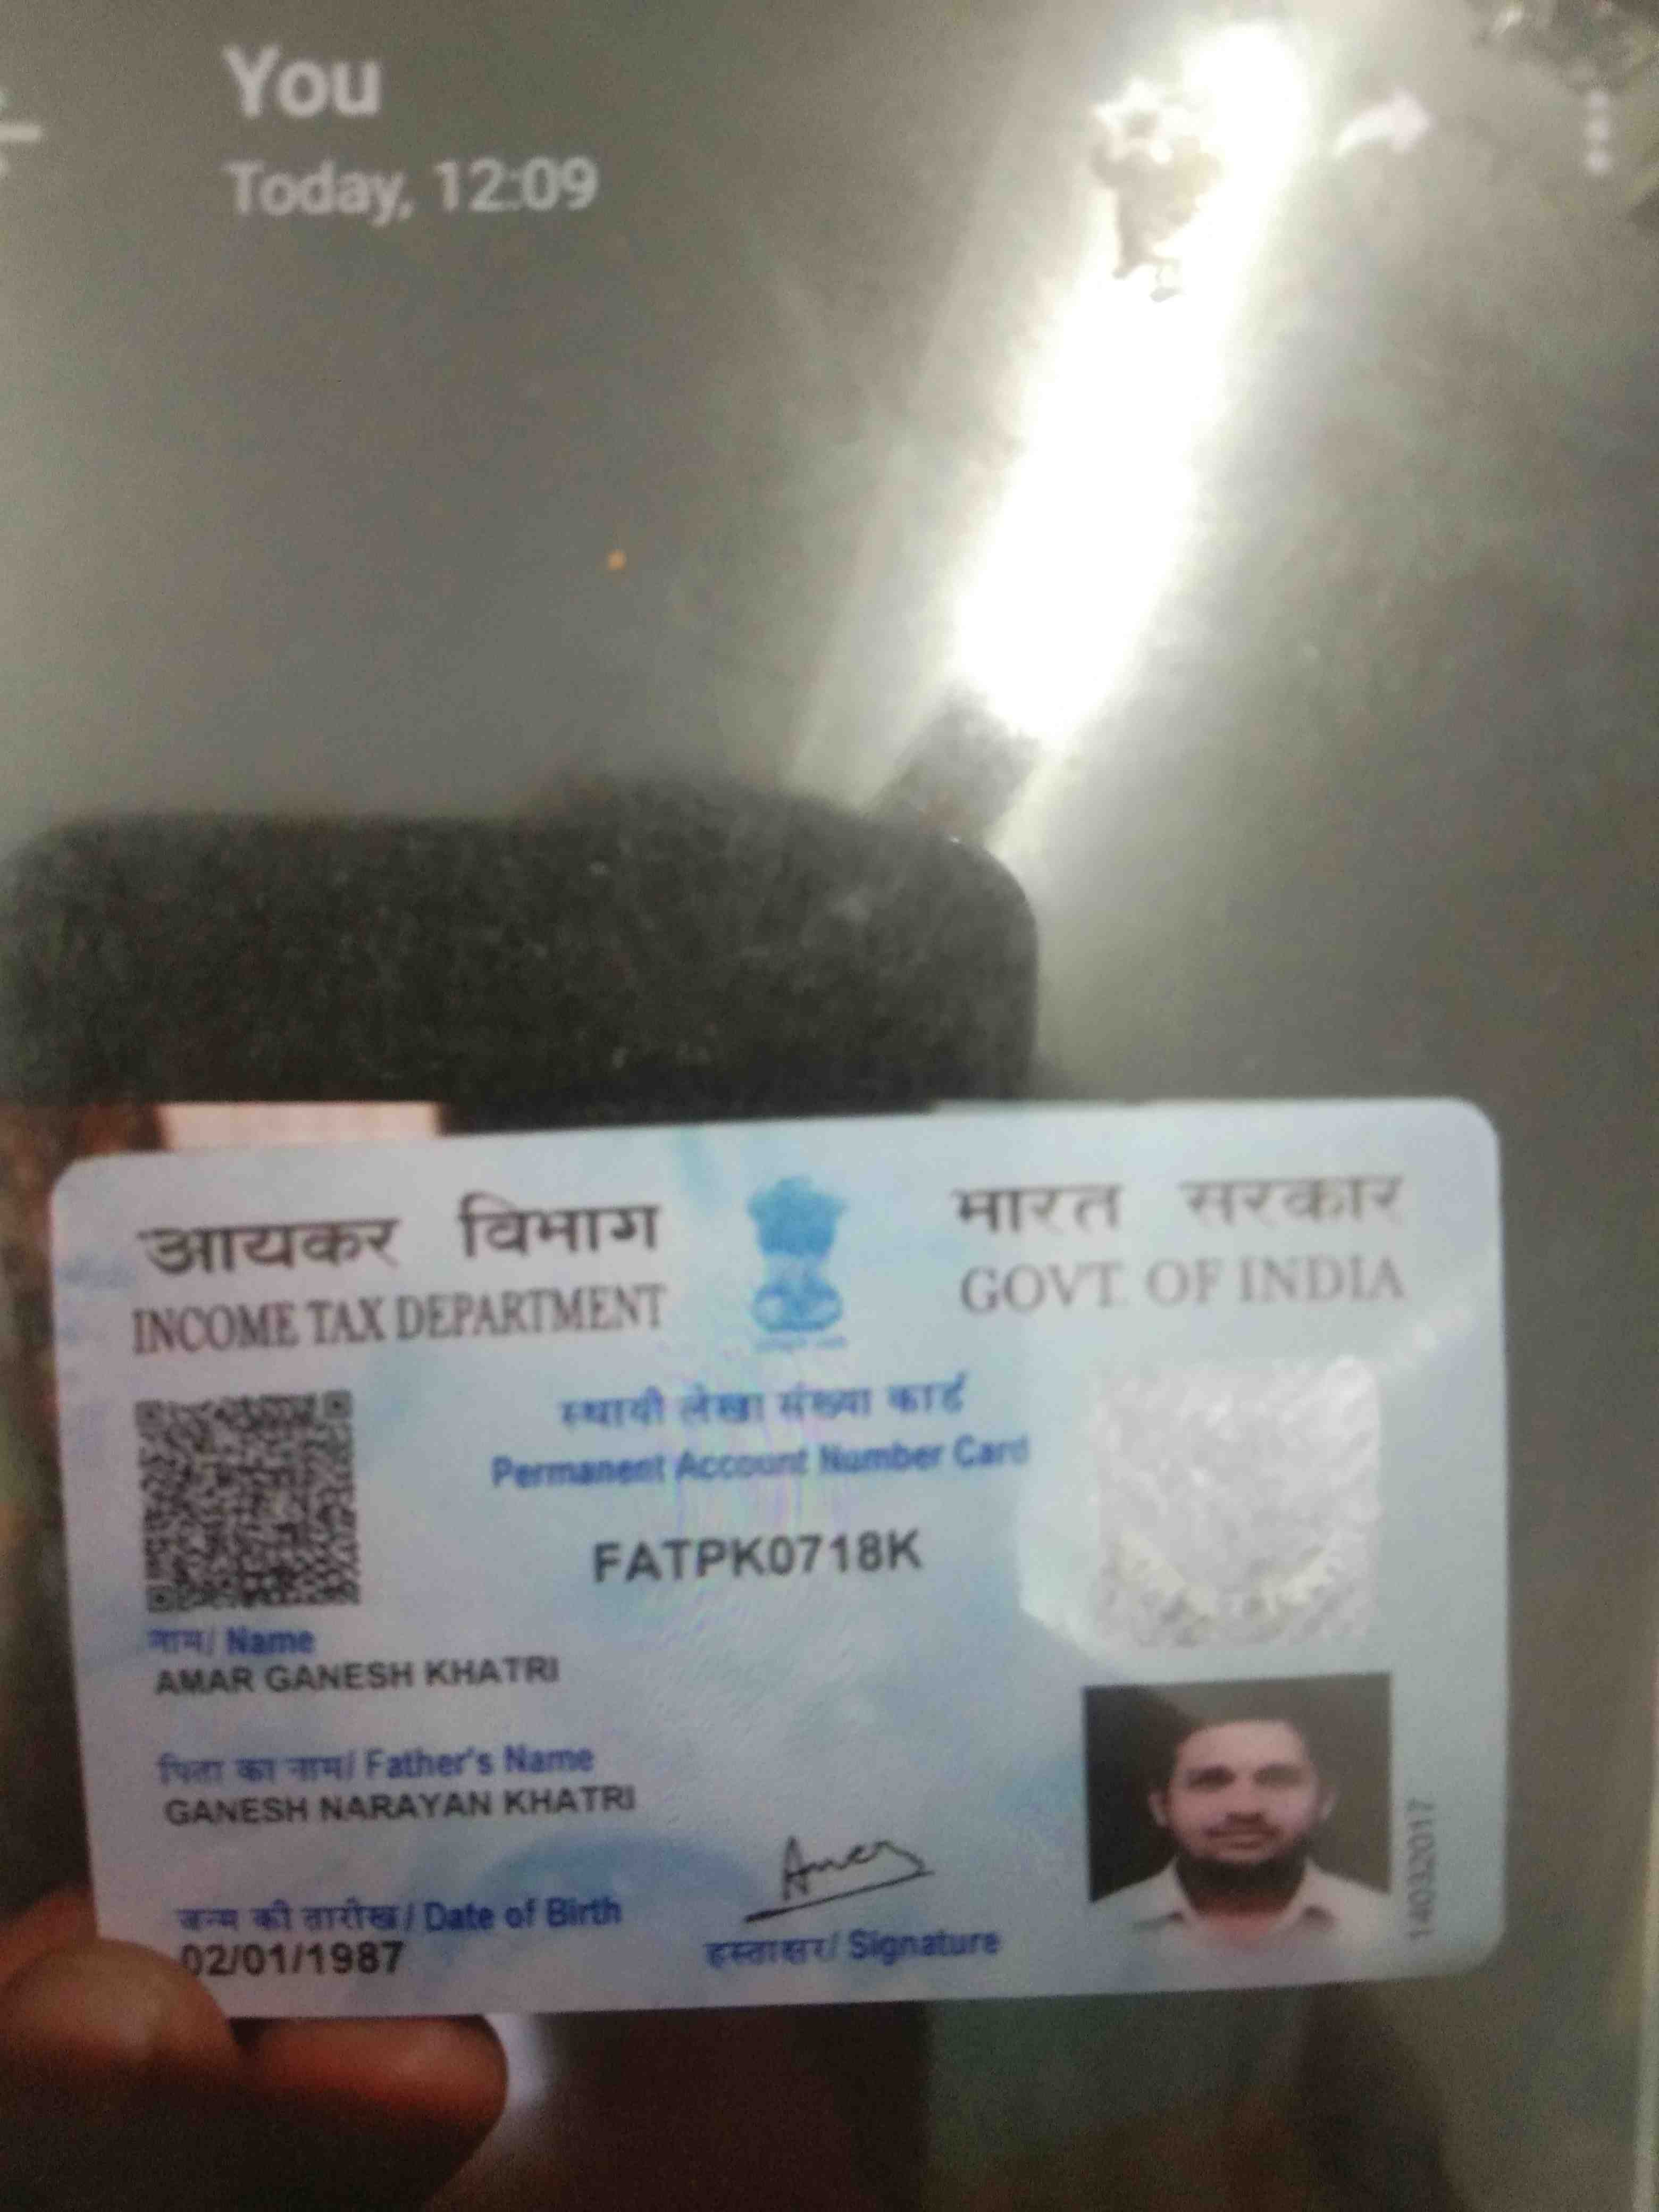 You
Today, 12:09
आयकर विभाग
INCOME TAX DEPARTMENT
भारत सरकार
GOVT. OF INDIA
स्थायी लेखा संख्या कार्ड
Permanent Account Number Card
FATPK0718K
नाम/ Name
AMAR GANESH KHATRI
पिता का नाम/ Father's Name
GANESH NARAYAN KHATRI
जन्म की तारीख/ Date of Birth
02/01/1987
हस्ताक्षर/ Signature
14032017